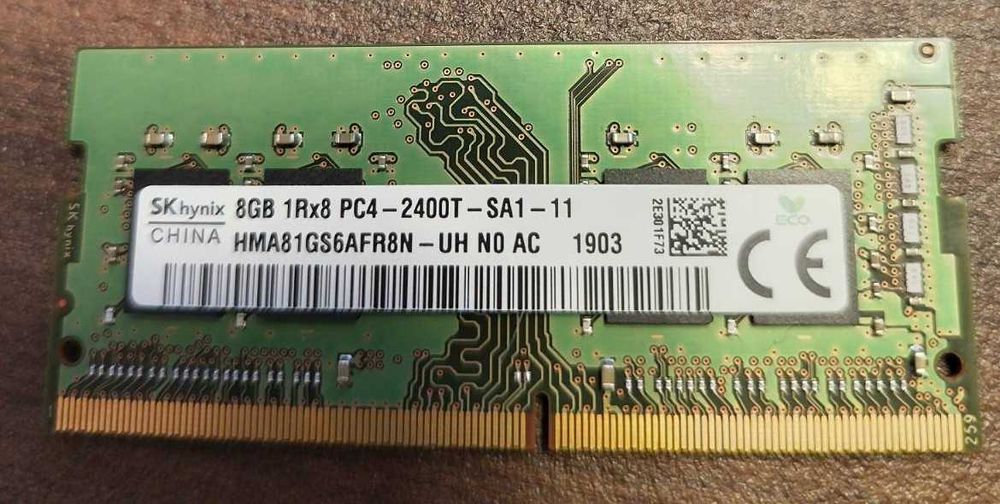 SK hynix 8GB 1Rx8 PC4-2400T-SA1-11
CHINA HMA81GS6AFR8N-UH N0 AC 1903
2E301F73
ECO
CE
SK hynix
259